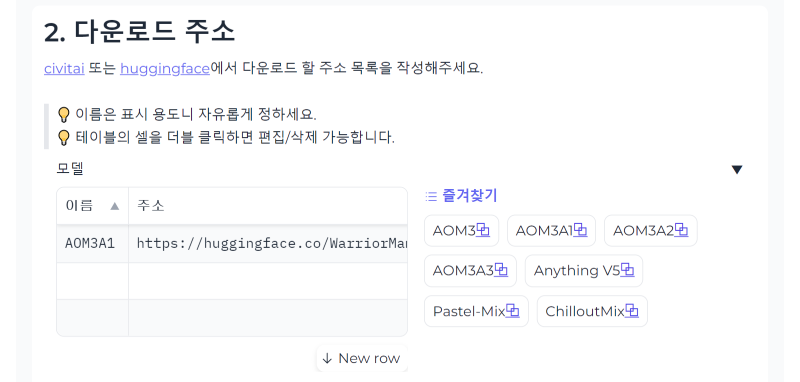 2. 다운로드 주소
civitai 또는 huggingface에서 다운로드 할 주소 목록을 작성해주세요.
💡 이름은 표시 용도니 자유롭게 정하세요.
💡 테이블의 셀을 더블 클릭하면 편집/삭제 가능합니다.
모델 ▼
이름 ▲ 주소
AOM3A1 https://huggingface.co/WarriorMa
↓ New row
즐겨찾기
AOM3 AOM3A1 AOM3A2
AOM3A3 Anything V5
Pastel-Mix ChilloutMix